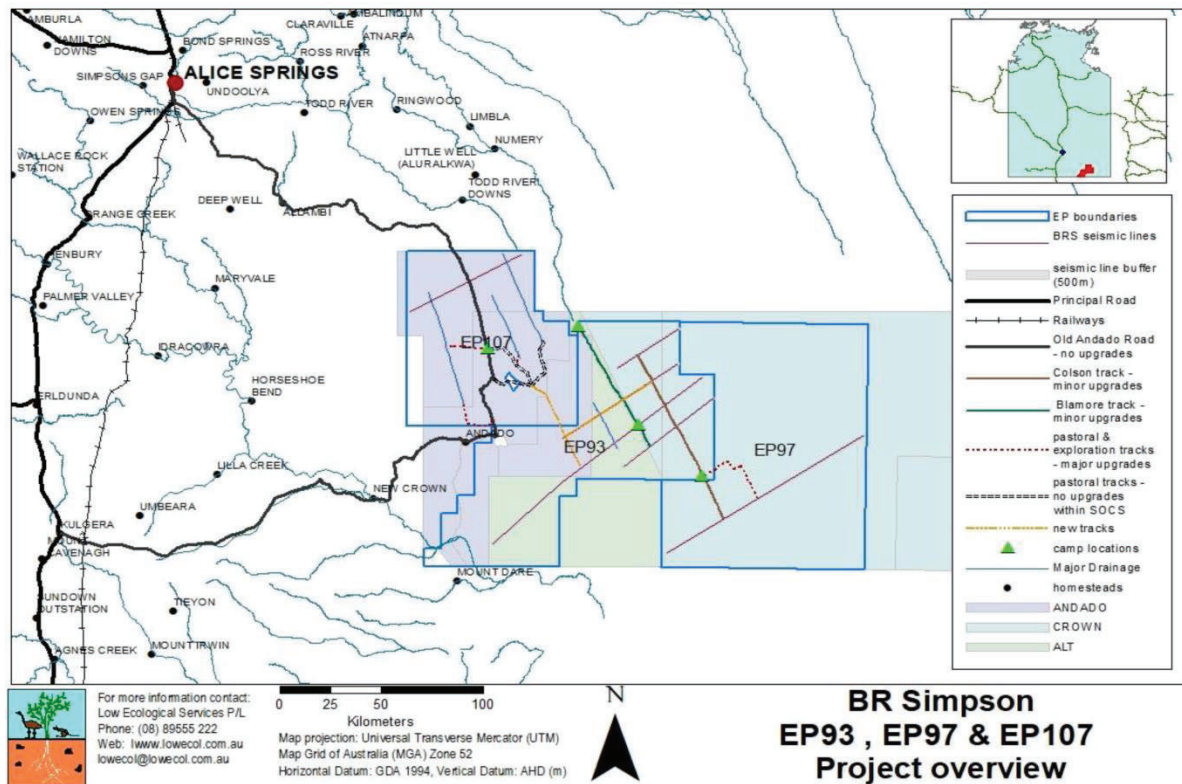 AMBURLA
HAMILTON
DOWNS
BOND SPRINGS
CLARAVILLE
AMBALINDUM
ATNARPA
ROSS RIVER
SIMPSONS GAP
ALICE SPRINGS
UNDOOLYA
OWEN SPRINGS
TODD RIVER
RINGWOOD
LIMBLA
NUMERY
WALLACE ROCK
STATION
LITTLE WELL
(ALURALKWA)
TODD RIVER
DOWNS
DEEP WELL
ALLAMBI
ORANGE CREEK
HENBURY
MARYVALE
PALMER VALLEY
IDRACOWRA
HORSESHOE
BEND
ERLDUNDA
EP107
ANDADO
EP93
EP97
LILLA CREEK
NEW CROWN
UMBEARA
KULGERA
MOUNT
CAVENAGH
MOUNT DARE
SUNDOWN
OUTSTATION
TIEYON
AGNES CREEK
MOUNT IRWIN
EP boundaries
BRS seismic lines
seismic line buffer
(500m)
Principal Road
Railways
Old Andado Road
- no upgrades
Colson track -
minor upgrades
Blamore track -
minor upgrades
pastoral &
exploration tracks
- major upgrades
pastoral tracks -
no upgrades
within SOCS
new tracks
camp locations
Major Drainage
homesteads
ANDADO
CROWN
ALT
For more information contact:
Low Ecological Services P/L
Phone: (08) 89555 222
Web: www.lowecol.com.au
lowecol@lowecol.com.au
0 25 50 100
Kilometers
Map projection: Universal Transverse Mercator (UTM)
Map Grid of Australia (MGA) Zone 52
Horizontal Datum: GDA 1994, Vertical Datum: AHD (m)
N
BR Simpson
EP93 , EP97 & EP107
Project overview